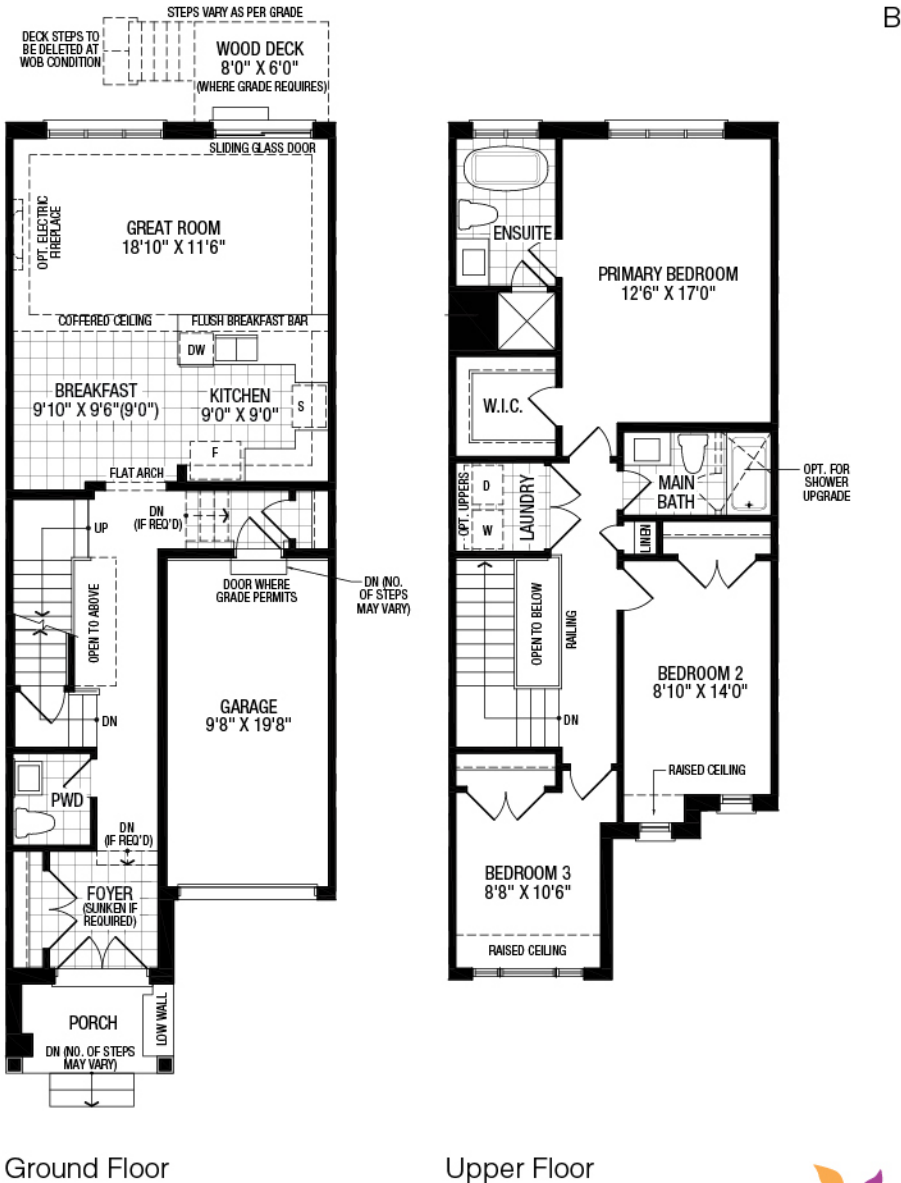 STEPS VARY AS PER GRADE
B
DECK STEPS TO
BE DELETED AT
WOB CONDITION
WOOD DECK
8'0" X 6'0"
(WHERE GRADE REQUIRES)
SLIDING GLASS DOOR
OPT. ELECTRIC
FIREPLACE
GREAT ROOM
18'10" X 11'6"
COFFERED CEILING
FLUSH BREAKFAST BAR
DW
BREAKFAST
9'10" X 9'6"(9'0")
KITCHEN
9'0" X 9'0"
S
F
FLAT ARCH
UP
DN
(IF REQ'D)
OPEN TO ABOVE
DOOR WHERE
GRADE PERMITS
DN (NO.
OF STEPS
MAY VARY)
GARAGE
9'8" X 19'8"
DN
PWD
DN
(IF REQ'D)
FOYER
(SUNKEN IF
REQUIRED)
PORCH
LOW WALL
DN (NO. OF STEPS
MAY VARY)
Ground Floor
ENSUITE
PRIMARY BEDROOM
12'6" X 17'0"
W.I.C.
OPT. UPPERS
D
W
LAUNDRY
MAIN
BATH
OPT. FOR
SHOWER
UPGRADE
LINEN
OPEN TO BELOW
RAILING
DN
BEDROOM 2
8'10" X 14'0"
RAISED CEILING
BEDROOM 3
8'8" X 10'6"
RAISED CEILING
Upper Floor